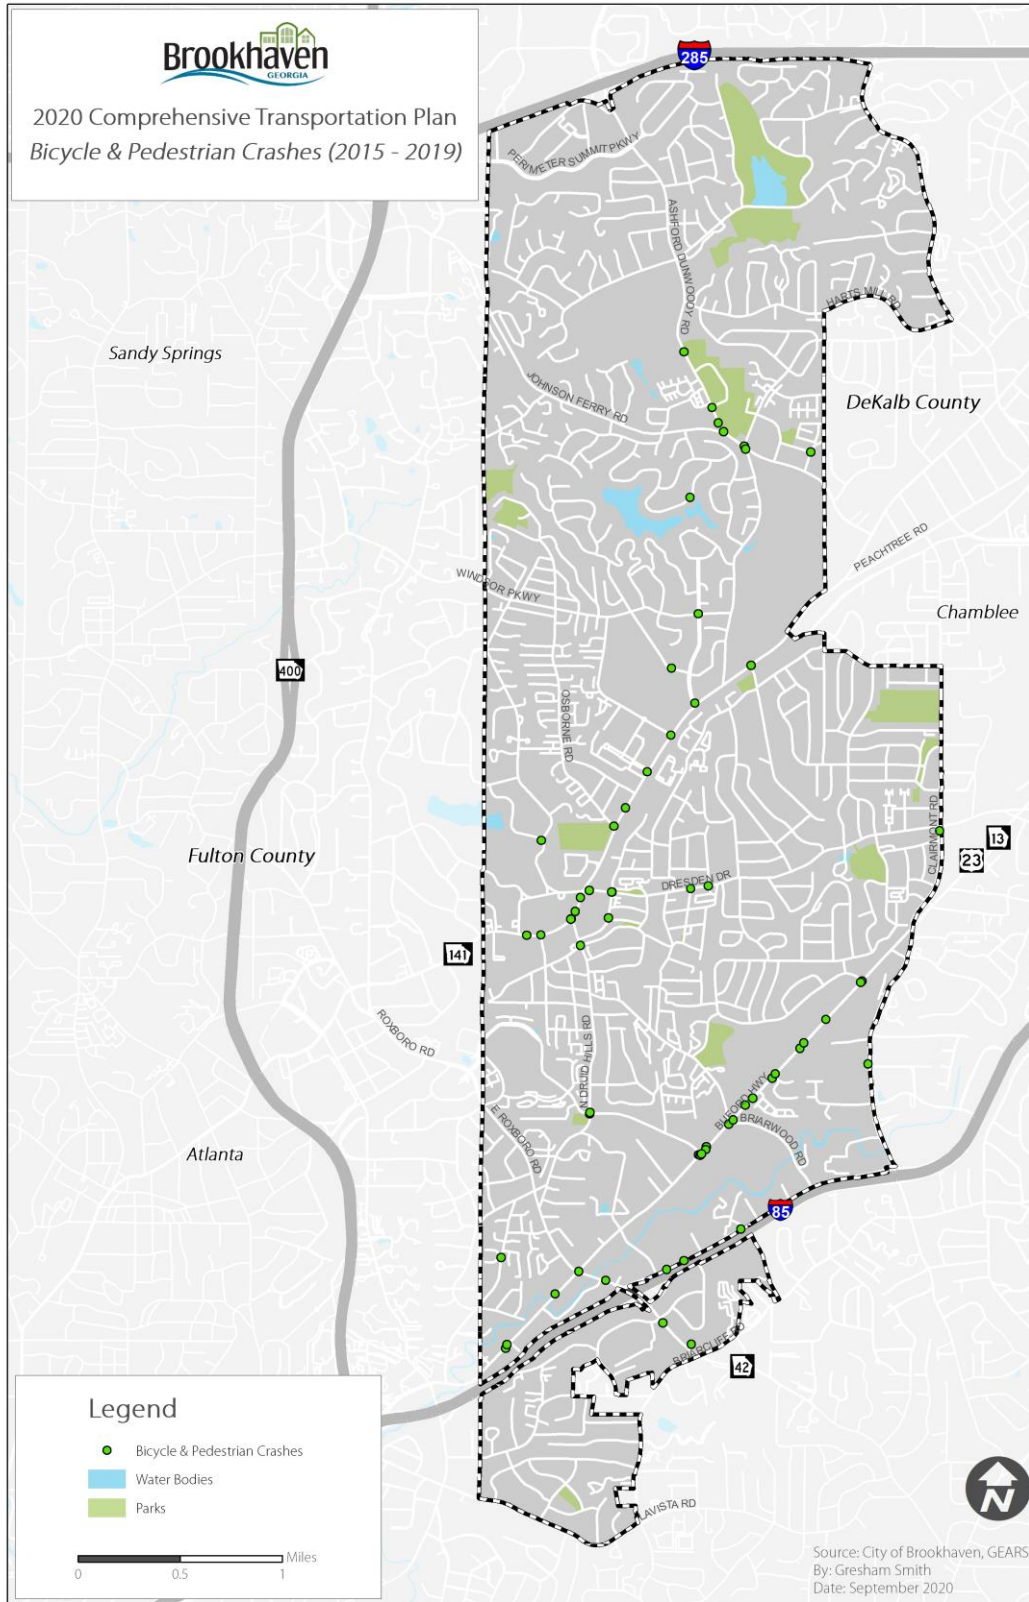 Brookhaven
GEORGIA
2020 Comprehensive Transportation Plan
Bicycle & Pedestrian Crashes (2015 - 2019)
285
PERIMETER SUMMIT PKWY
ASHFORD DUNWOODY RD
HARTS MILL RD
Sandy Springs
JOHNSON FERRY RD
DeKalb County
PEACHTREE RD
WINDSOR PKWY
Chamblee
400
OSBORNE RD
CLAIRMONT RD
13
23
Fulton County
DRESDEN DR
141
ROXBORO RD
N DRUID HILLS RD
BUFORD HWY
E ROXBORO RD
BRIARWOOD RD
Atlanta
85
BRIARCLIFF RD
42
LAVISTA RD
Legend
Bicycle & Pedestrian Crashes
Water Bodies
Parks
Miles
0 0.5 1
N
Source: City of Brookhaven, GEARS
By: Gresham Smith
Date: September 2020